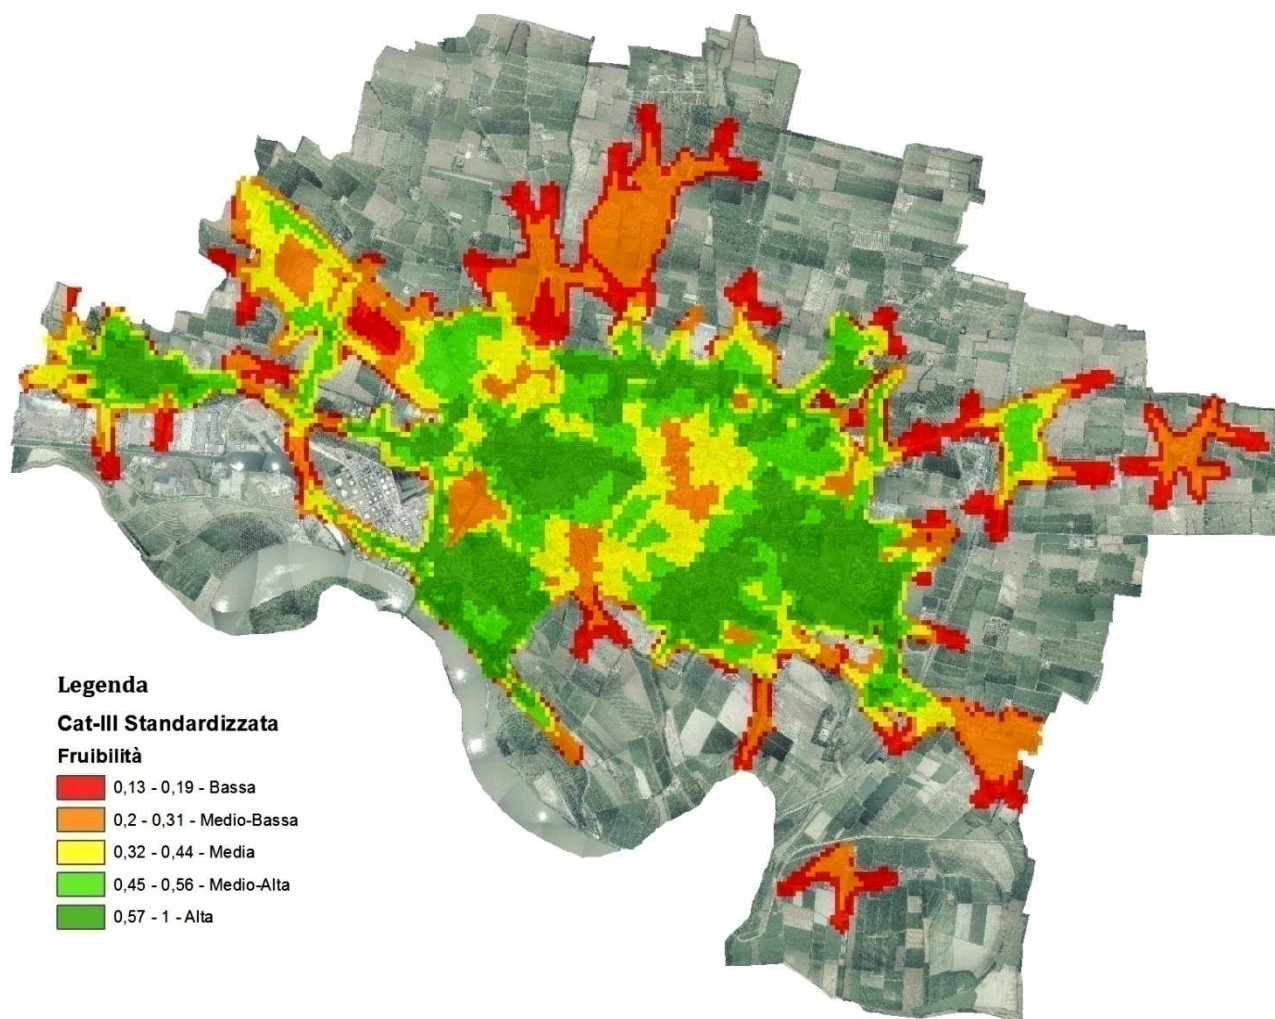 Legenda
Cat-III Standardizzata
Fruibilità
0,13 - 0,19 - Bassa
0,2 - 0,31 - Medio-Bassa
0,32 - 0,44 - Media
0,45 - 0,56 - Medio-Alta
0,57 - 1 - Alta